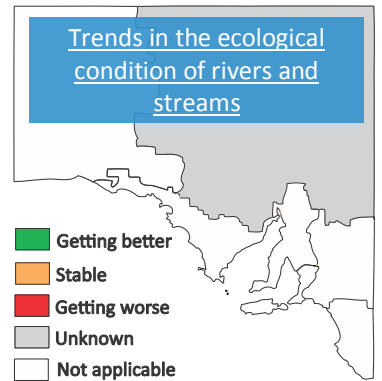 Trends in the ecological
condition of rivers and
streams
Getting better
Stable
Getting worse
Unknown
Not applicable